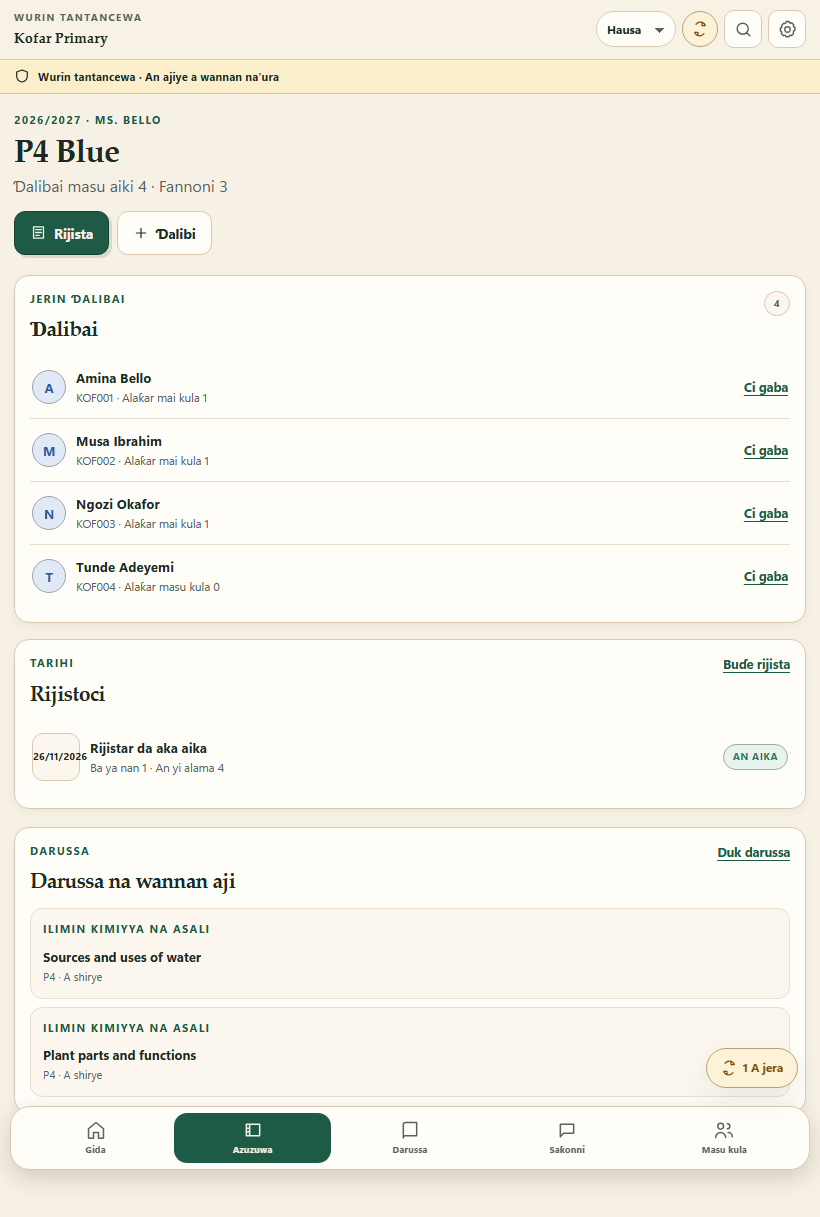 WURIN TANTANCEWA
Kofar Primary
Hausa
Wurin tantancewa · An ajiye a wannan na'ura
2026/2027 · MS. BELLO
P4 Blue
Ɗalibai masu aiki 4 · Fannoni 3
Rijista
Ɗalibi
JERIN ƊALIBAI
4
Ɗalibai
A
Amina Bello
KOF001 · Alaƙar mai kula 1
Ci gaba
M
Musa Ibrahim
KOF002 · Alaƙar mai kula 1
Ci gaba
N
Ngozi Okafor
KOF003 · Alaƙar mai kula 1
Ci gaba
T
Tunde Adeyemi
KOF004 · Alaƙar masu kula 0
Ci gaba
TARIHI
Buɗe rijista
Rijistoci
26/11/2026
Rijistar da aka aika
Ba ya nan 1 · An yi alama 4
AN AIKA
DARUSSA
Duk darussa
Darussa na wannan aji
ILIMIN KIMIYYA NA ASALI
Sources and uses of water
P4 · A shirye
ILIMIN KIMIYYA NA ASALI
Plant parts and functions
P4 · A shirye
1 A jera
Gida
Azuzuwa
Darussa
Saƙonni
Masu kula